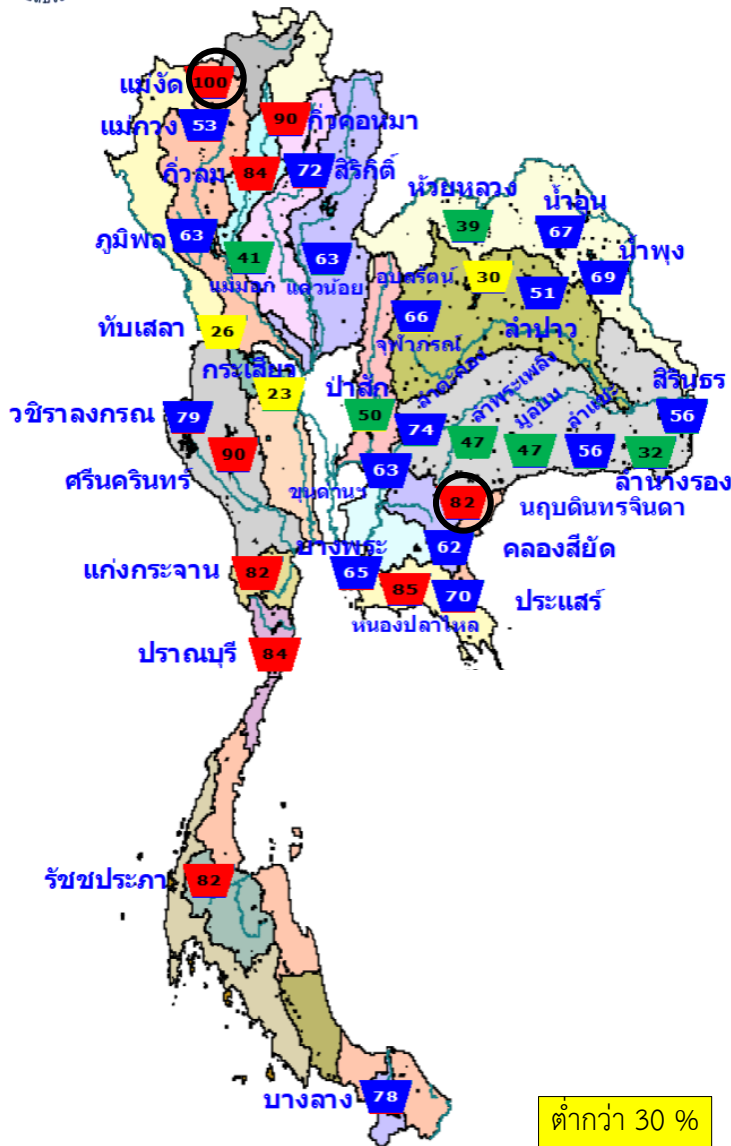 แม่งัด 100
แม่กวง 53
90 กิ่วคอหมา
กิ่วลม 84
72 สิริกิติ์
ห้วยหลวง 39
น้ำอูน 67
น้ำพุง 69
ภูมิพล 63
41 แม่มอก
63 แควน้อย
อุบลรัตน์ 30
51 ลำปาว
66 จุฬาภรณ์
ทับเสลา 26
กระเสียว 23
ป่าสัก 50
ลำตะคอง 74
ลำพระเพลิง 47
มูลบน 47
ลำแชะ 56
สิรินธร 56
32 ลำนางรอง
วชิราลงกรณ 79
ศรีนครินทร์ 90
ขุนด่านฯ 63
82 นฤบดินทรจินดา
บางพระ 65
62 คลองสียัด
แก่งกระจาน 82
85 หนองปลาไหล
70 ประแสร์
ปราณบุรี 84
รัชชประภา 82
บางลาง 78
ต่ำกว่า 30 %